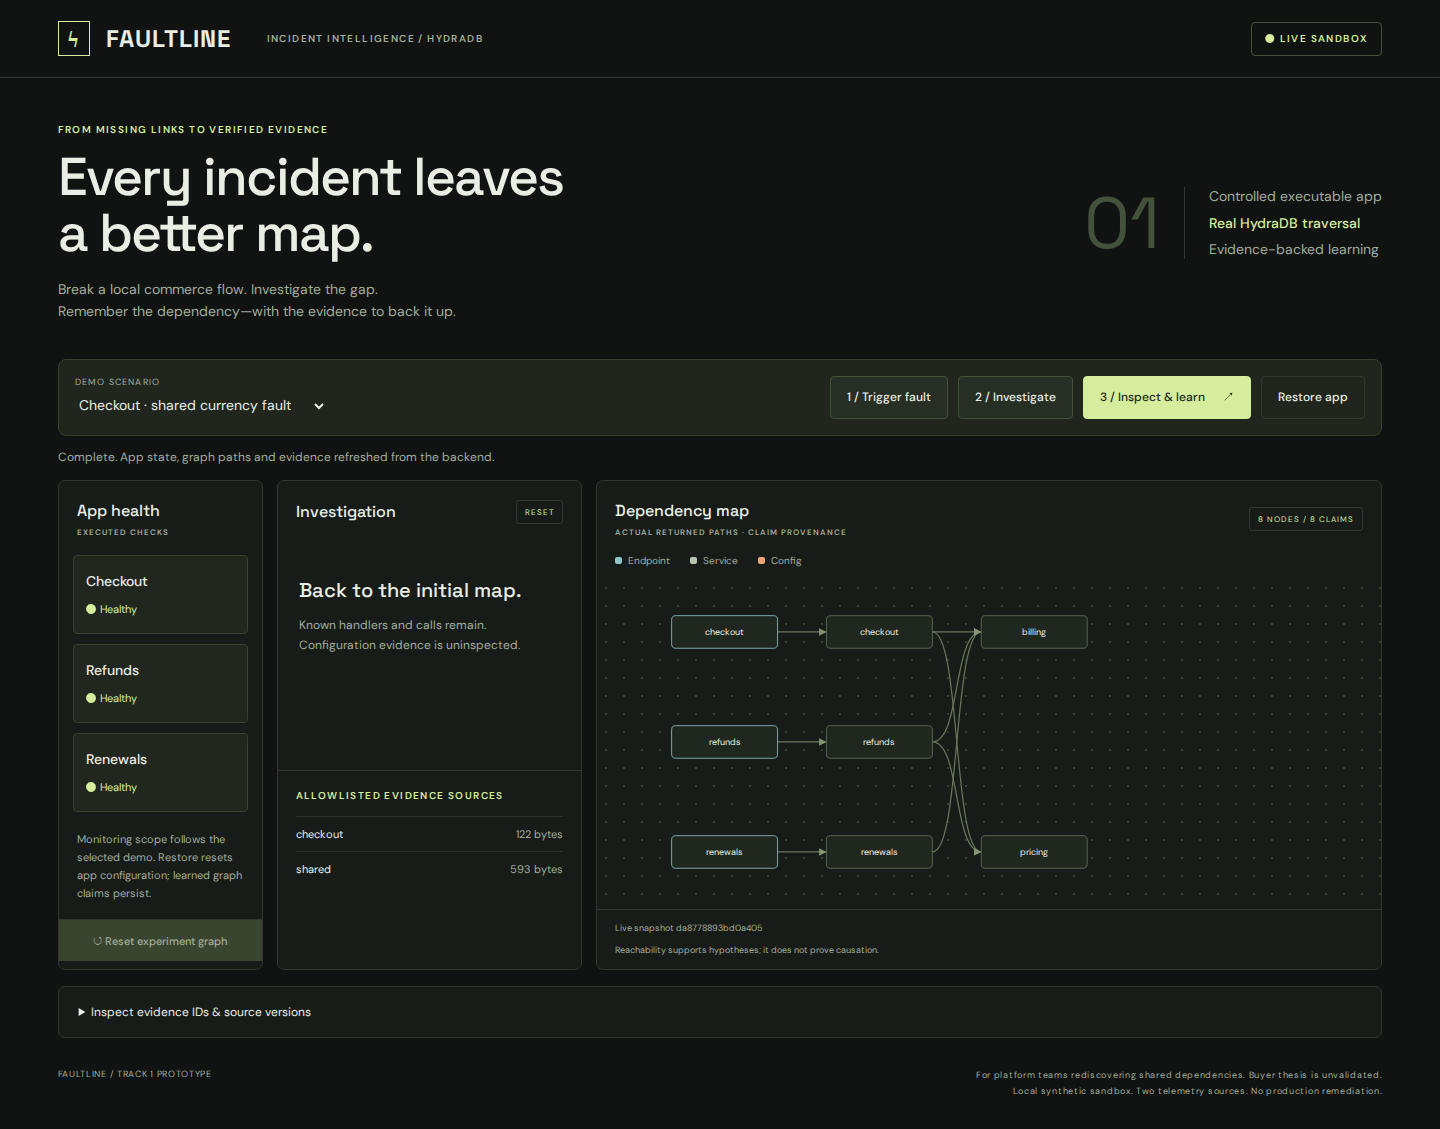 ϟ FAULTLINE
INCIDENT INTELLIGENCE / HYDRADB
LIVE SANDBOX
FROM MISSING LINKS TO VERIFIED EVIDENCE
Every incident leaves
a better map.
Break a local commerce flow. Investigate the gap.
Remember the dependency—with the evidence to back it up.
01
Controlled executable app
Real HydraDB traversal
Evidence-backed learning
DEMO SCENARIO
Checkout · shared currency fault
1 / Trigger fault
2 / Investigate
3 / Inspect & learn ↗
Restore app
Complete. App state, graph paths and evidence refreshed from the backend.
App health
EXECUTED CHECKS
Checkout
Healthy
Refunds
Healthy
Renewals
Healthy
Monitoring scope follows the
selected demo. Restore resets
app configuration; learned graph
claims persist.
Reset experiment graph
Investigation
RESET
Back to the initial map.
Known handlers and calls remain.
Configuration evidence is uninspected.
ALLOWLISTED EVIDENCE SOURCES
checkout 122 bytes
shared 593 bytes
Dependency map
ACTUAL RETURNED PATHS · CLAIM PROVENANCE
8 NODES / 8 CLAIMS
Endpoint Service Config
checkout checkout billing
refunds refunds
renewals renewals pricing
Live snapshot da8778893bd0a405
Reachability supports hypotheses; it does not prove causation.
Inspect evidence IDs & source versions
FAULTLINE / TRACK 1 PROTOTYPE
For platform teams rediscovering shared dependencies. Buyer thesis is unvalidated.
Local synthetic sandbox. Two telemetry sources. No production remediation.